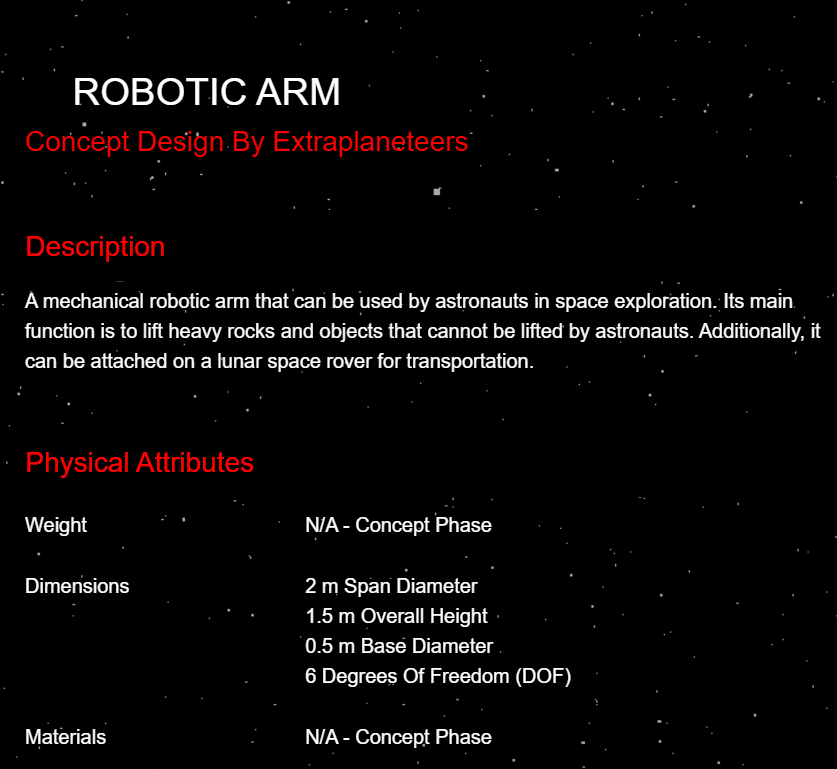 ROBOTIC ARM
Concept Design By Extraplaneteers
Description
A mechanical robotic arm that can be used by astronauts in space exploration. Its main
function is to lift heavy rocks and objects that cannot be lifted by astronauts. Additionally, it
can be attached on a lunar space rover for transportation.
Physical Attributes
Weight N/A - Concept Phase
Dimensions 2 m Span Diameter
1.5 m Overall Height
0.5 m Base Diameter
6 Degrees Of Freedom (DOF)
Materials N/A - Concept Phase